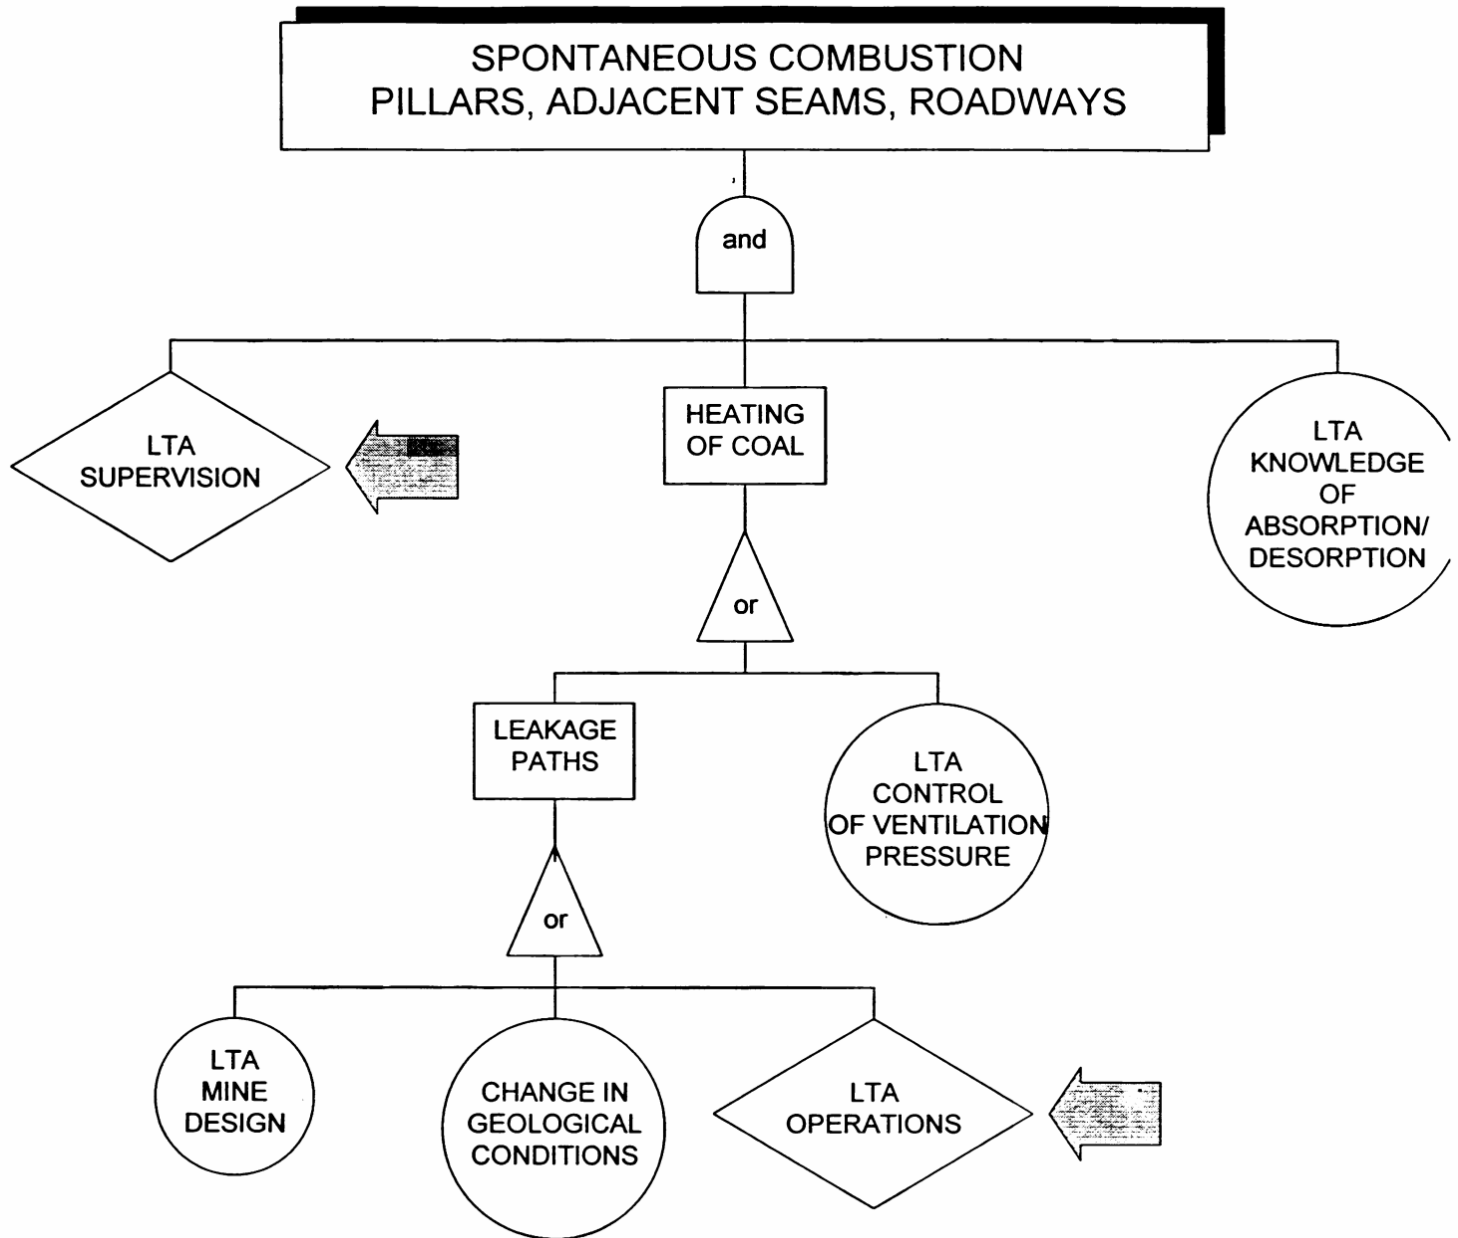 SPONTANEOUS COMBUSTION
PILLARS, ADJACENT SEAMS, ROADWAYS
and
LTA
SUPERVISION
HEATING
OF COAL
LTA
KNOWLEDGE
OF
ABSORPTION/
DESORPTION
or
LEAKAGE
PATHS
LTA
CONTROL
OF VENTILATION
PRESSURE
or
LTA
MINE
DESIGN
CHANGE IN
GEOLOGICAL
CONDITIONS
LTA
OPERATIONS